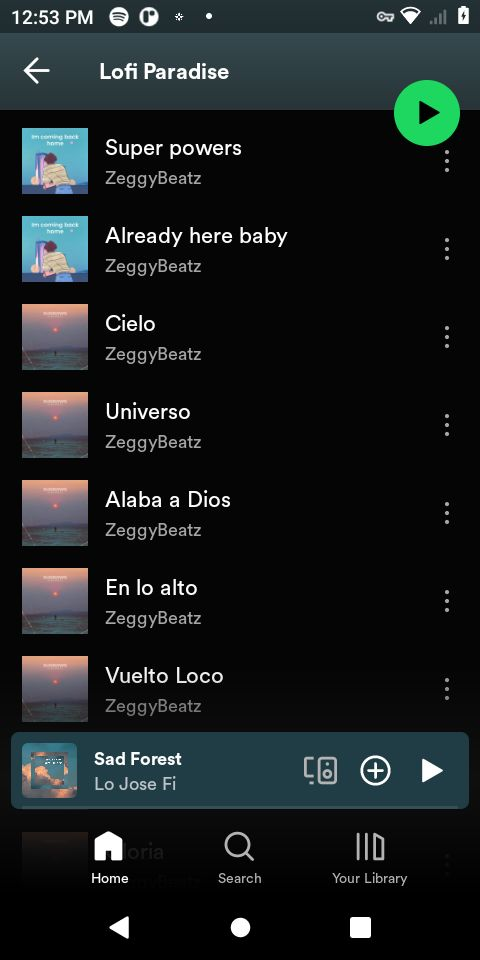 12:53 PM
Lofi Paradise
Im coming back
home
Super powers
ZeggyBeatz
Im coming back
home
Already here baby
ZeggyBeatz
Cielo
ZeggyBeatz
Universo
ZeggyBeatz
Alaba a Dios
ZeggyBeatz
En lo alto
ZeggyBeatz
Vuelto Loco
ZeggyBeatz
Sad Forest
Lo Jose Fi
Home
Search
Your Library